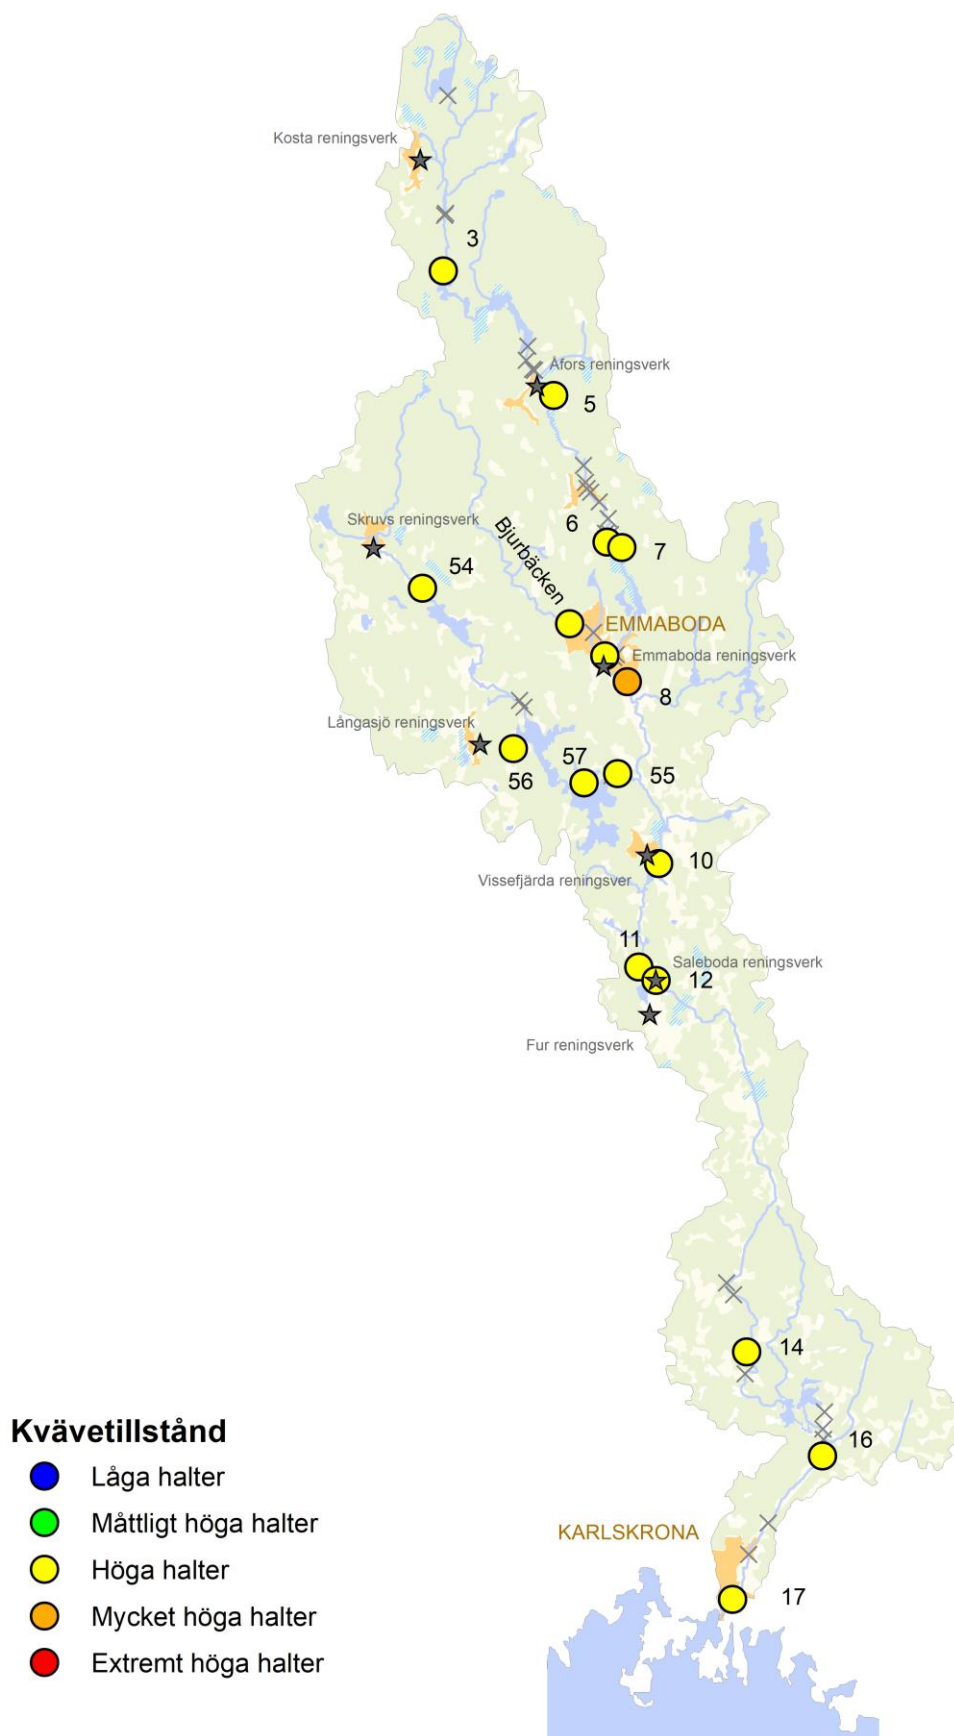 Kosta reningsverk
3
Åfors reningsverk
5
Skruvs reningsverk
Bjurbäcken
6
7
54
EMMABODA
Emmaboda reningsverk
8
Långasjö reningsverk
56
57
55
10
Vissefjärda reningsver
11
Saleboda reningsverk
12
Fur reningsverk
14
16
KARLSKRONA
17
Kvävetillstånd
Låga halter
Måttligt höga halter
Höga halter
Mycket höga halter
Extremt höga halter